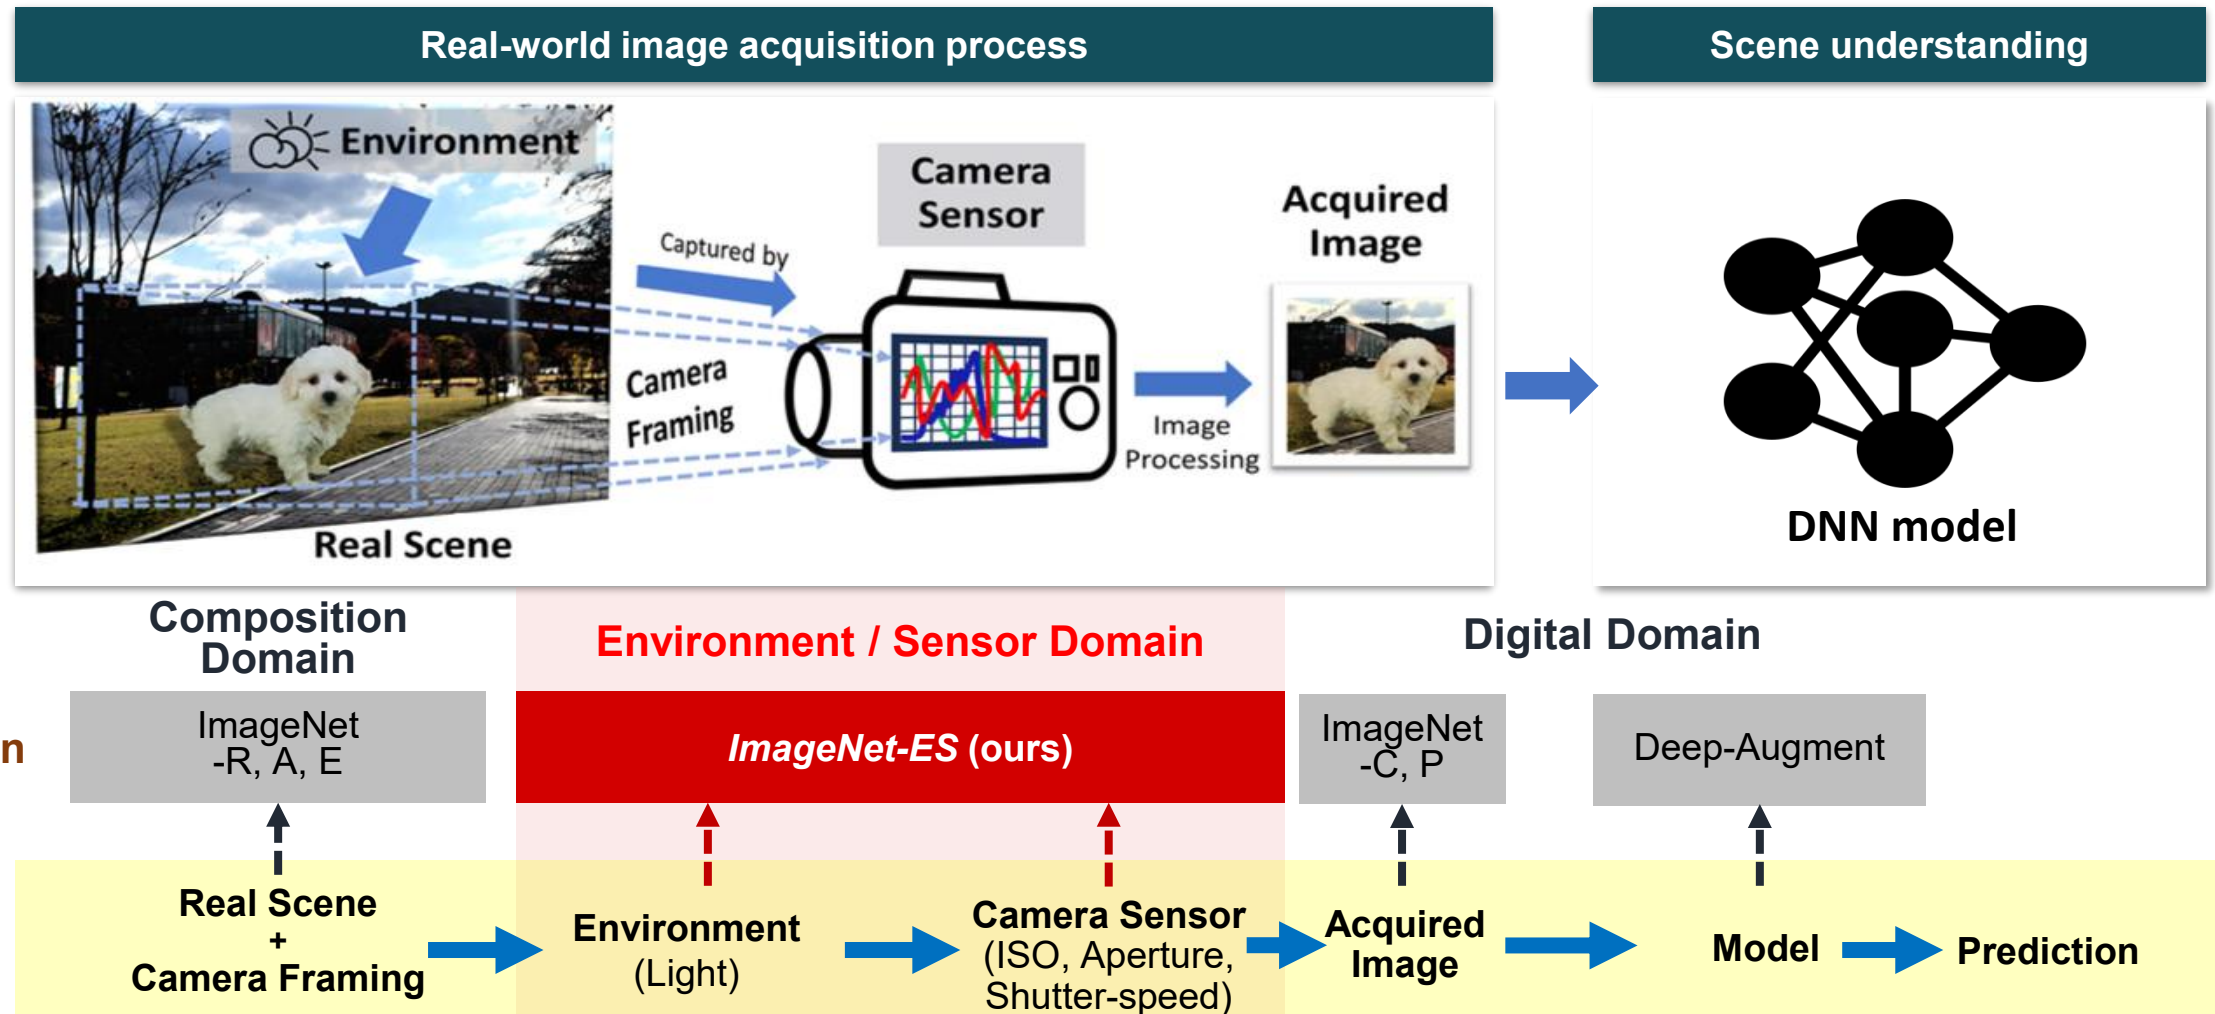 Real-world image acquisition process
Scene understanding
Environment
Captured by
Camera
Sensor
Acquired
Image
Camera
Framing
Image
Processing
Real Scene
DNN model
Composition
Domain
Environment / Sensor Domain
Digital Domain
n
ImageNet
-R, A, E
ImageNet-ES (ours)
ImageNet
-C, P
Deep-Augment
Real Scene
+
Camera Framing
Environment
(Light)
Camera Sensor
(ISO, Aperture,
Shutter-speed)
Acquired
Image
Model
Prediction